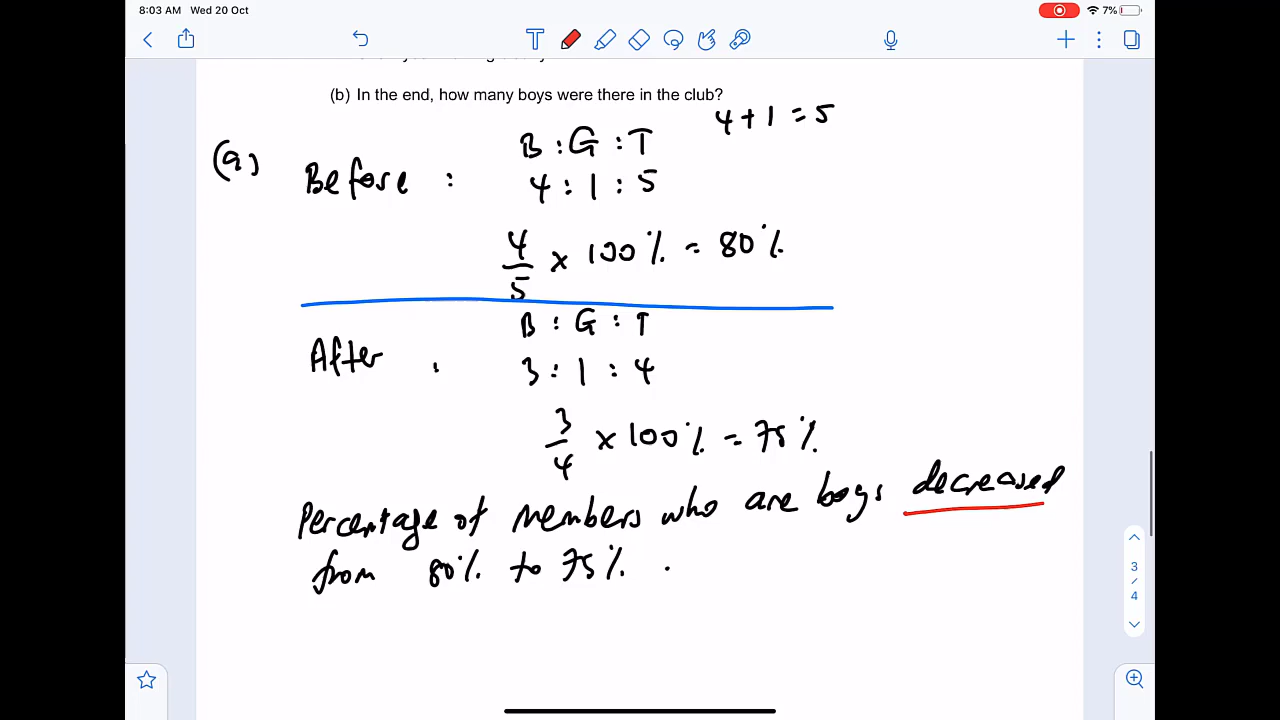 8:03 AM Wed 20 Oct
7%
(b) In the end, how many boys were there in the club?
4 + 1 = 5
(a)
B : G : T
Before : 4 : 1 : 5
4/5 x 100% = 80%
B : G : T
After : 3 : 1 : 4
3/4 x 100% = 75%
Percentage of members who are boys decreased
from 80% to 75% .
3
/
4